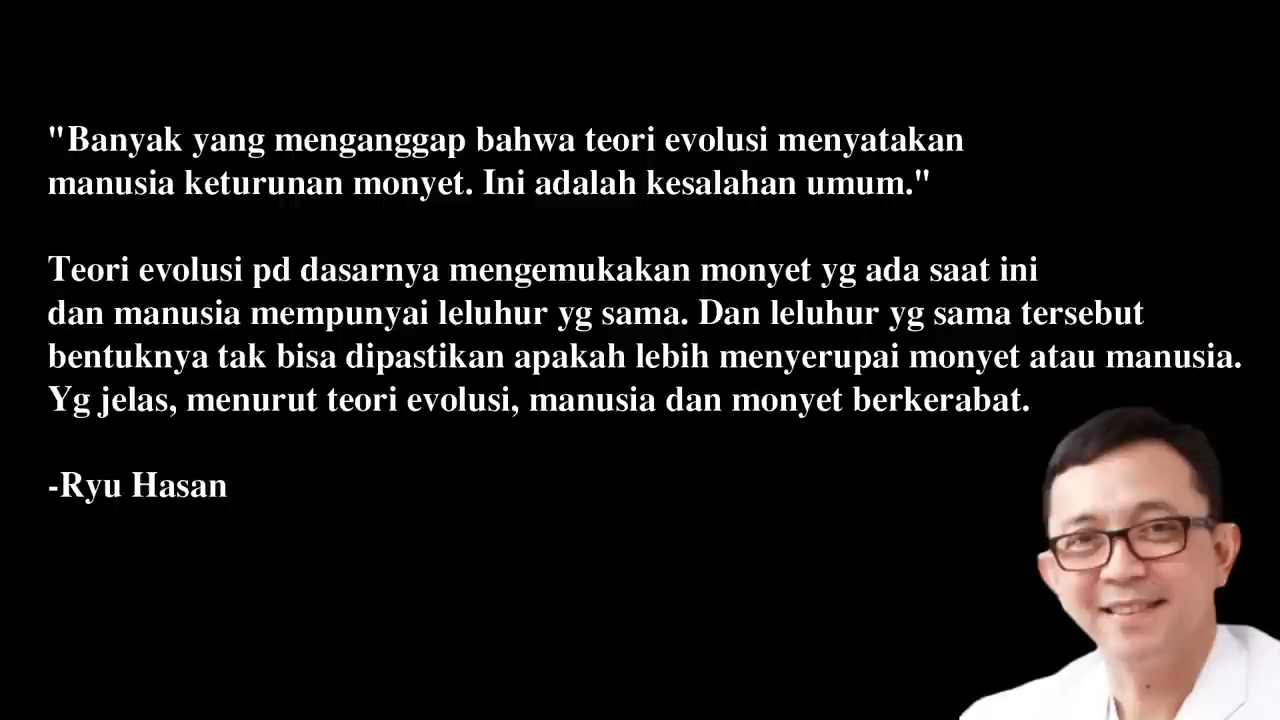 "Banyak yang menganggap bahwa teori evolusi menyatakan
manusia keturunan monyet. Ini adalah kesalahan umum."
Teori evolusi pd dasarnya mengemukakan monyet yg ada saat ini
dan manusia mempunyai leluhur yg sama. Dan leluhur yg sama tersebut
bentuknya tak bisa dipastikan apakah lebih menyerupai monyet atau manusia.
Yg jelas, menurut teori evolusi, manusia dan monyet berkerabat.
-Ryu Hasan